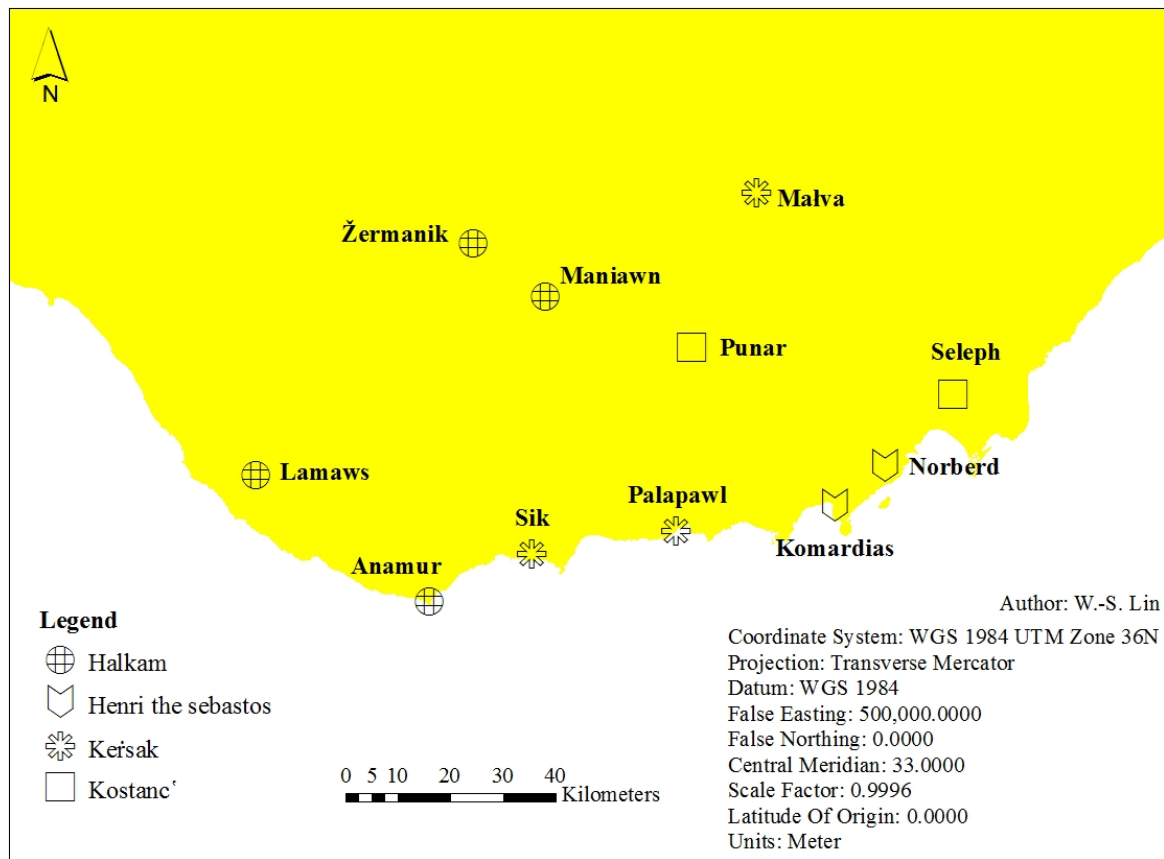 N
Małva
Žermanik
Maniawn
Punar
Seleph
Lamaws
Norberd
Palapawl
Sik
Komardias
Anamur
Legend
Halkam
Henri the sebastos
Keṙsak
Kostancʿ
0 5 10 20 30 40
Kilometers
Author: W.-S. Lin
Coordinate System: WGS 1984 UTM Zone 36N
Projection: Transverse Mercator
Datum: WGS 1984
False Easting: 500,000.0000
False Northing: 0.0000
Central Meridian: 33.0000
Scale Factor: 0.9996
Latitude Of Origin: 0.0000
Units: Meter